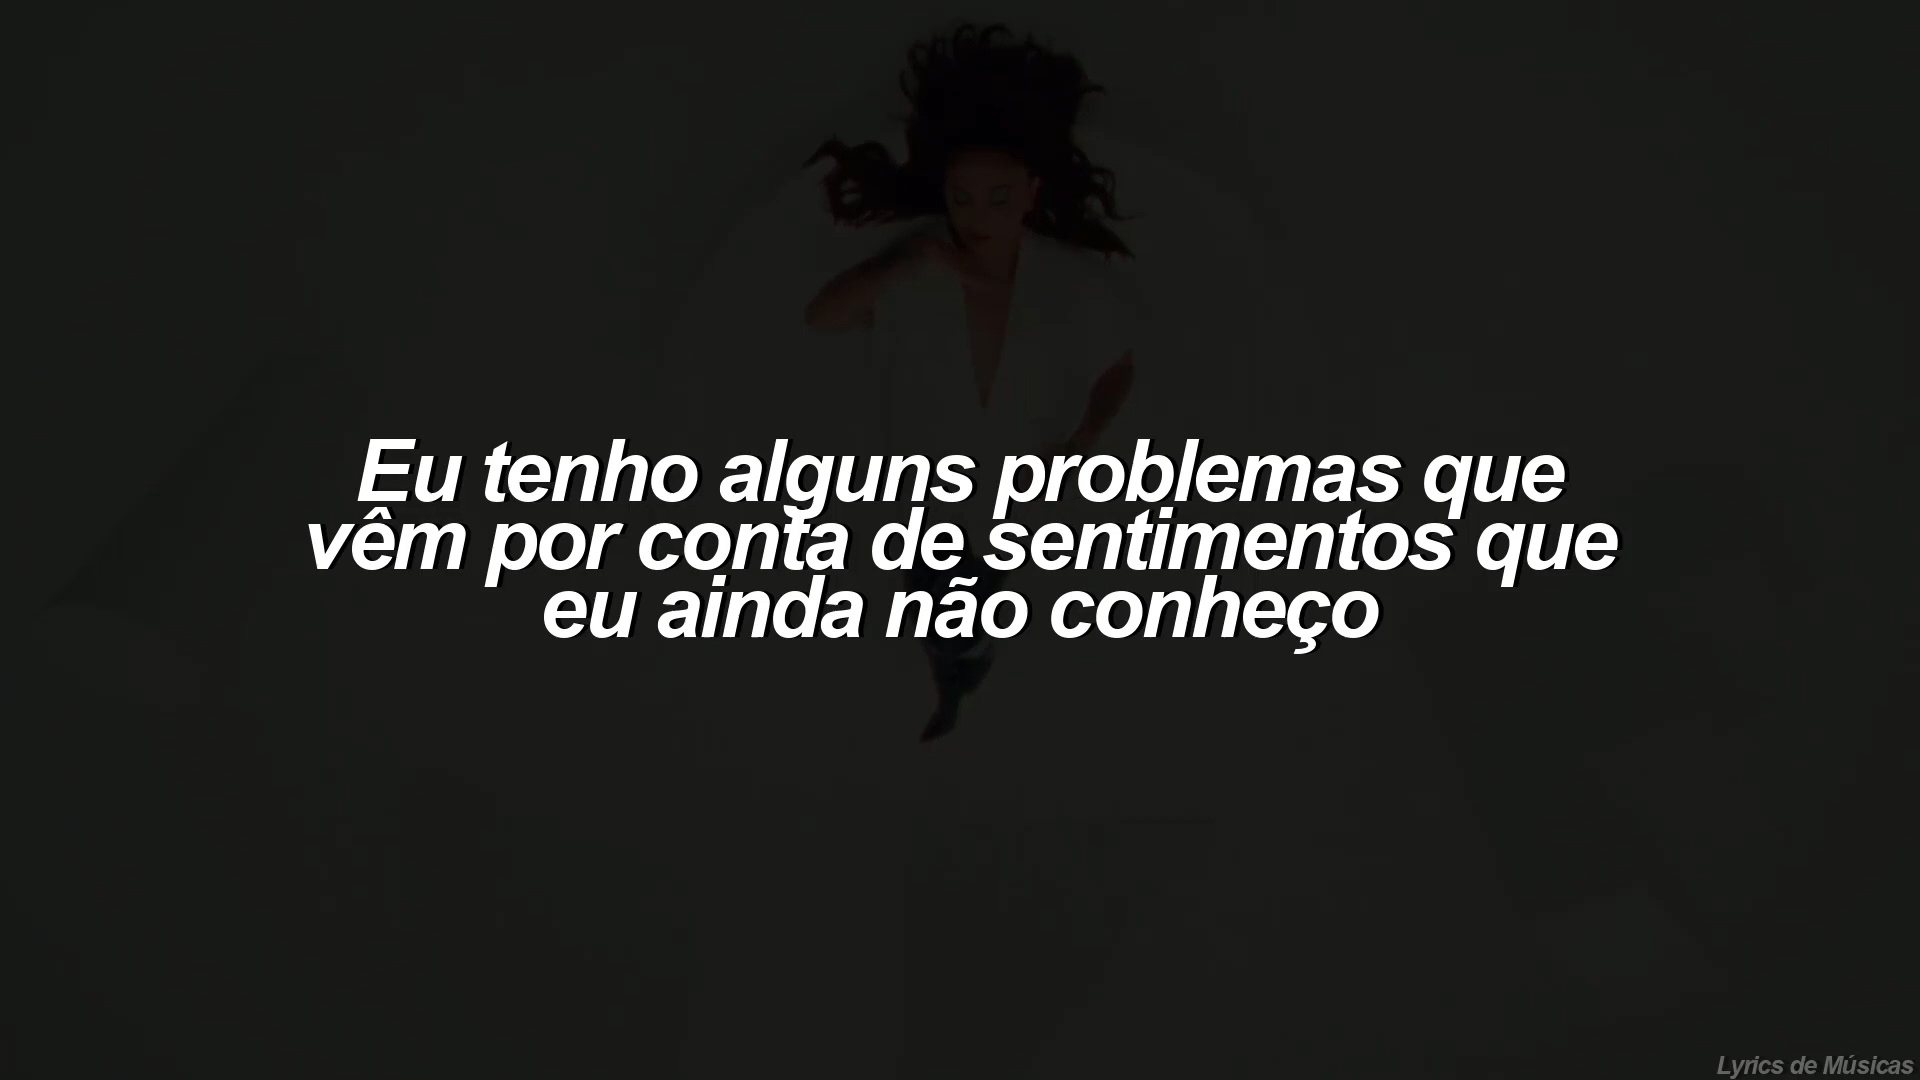 Eu tenho alguns problemas que
vêm por conta de sentimentos que
eu ainda não conheço
Lyrics de Músicas